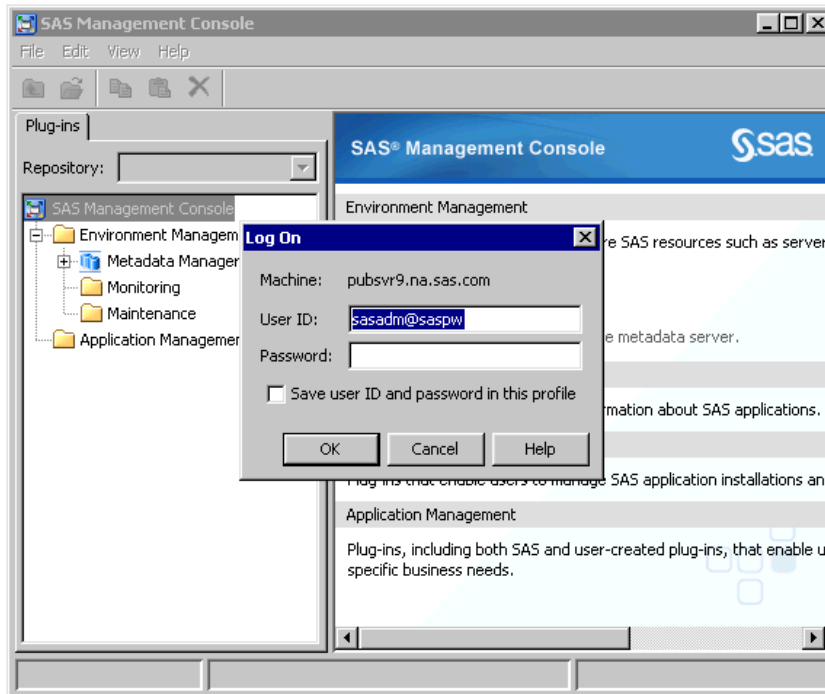 SAS Management Console
File Edit View Help
Plug-ins
Repository:
SAS Management Console
Environment Managem
Metadata Manager
Monitoring
Maintenance
Application Managemer
SAS® Management Console
sas
Environment Management
re SAS resources such as server
e metadata server.
rmation about SAS applications.
Plug-ins that enable users to manage SAS application installations an
Application Management
Plug-ins, including both SAS and user-created plug-ins, that enable u
specific business needs.
Log On
Machine: pubsvr9.na.sas.com
User ID: sasadm@saspw
Password:
Save user ID and password in this profile
OK Cancel Help